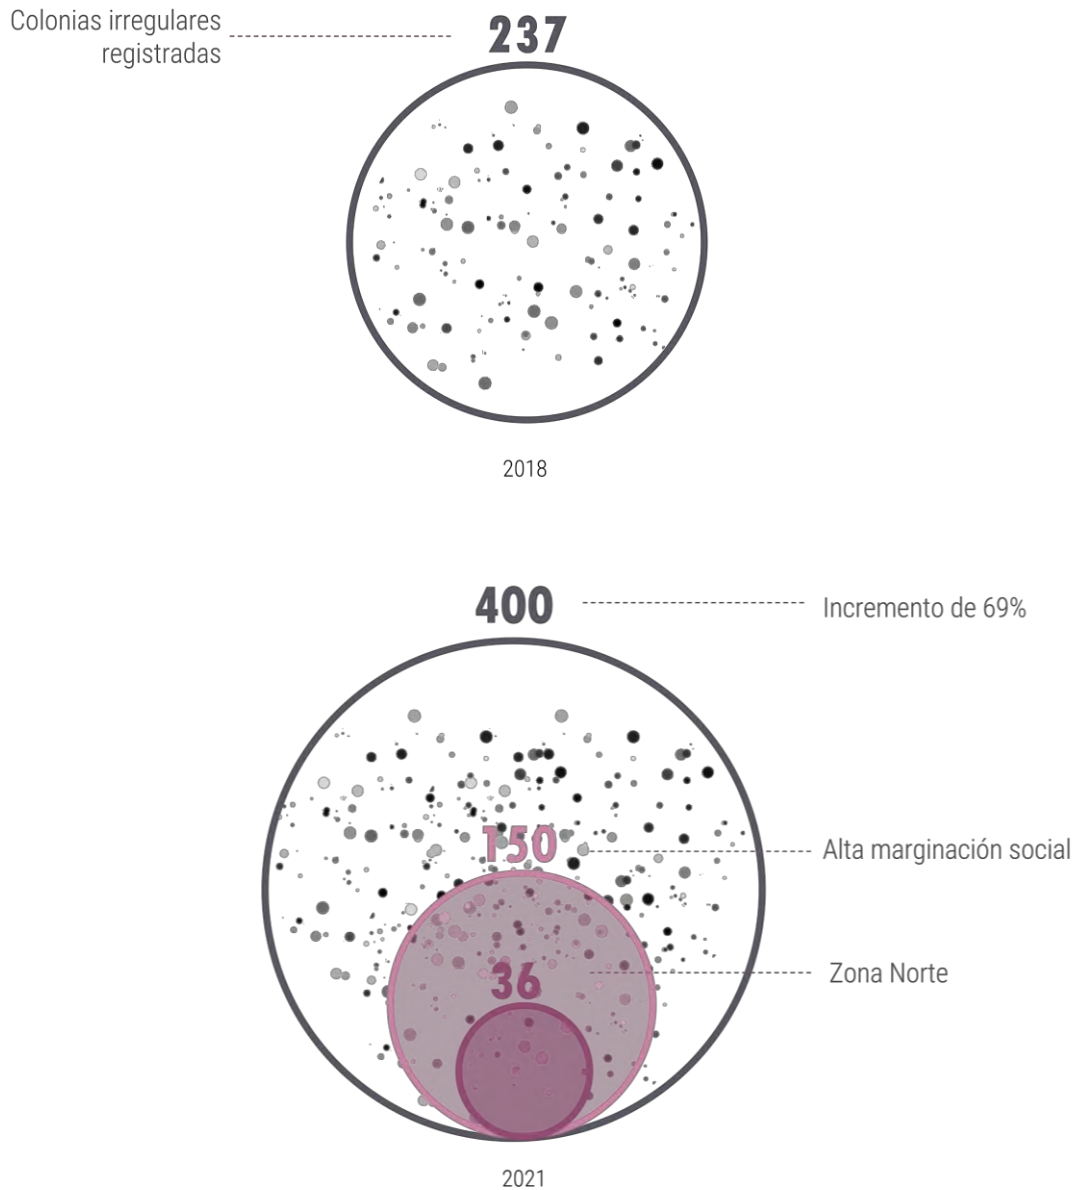 Colonias irregulares
registradas
237
2018
400
Incremento de 69%
150
Alta marginación social
36
Zona Norte
2021